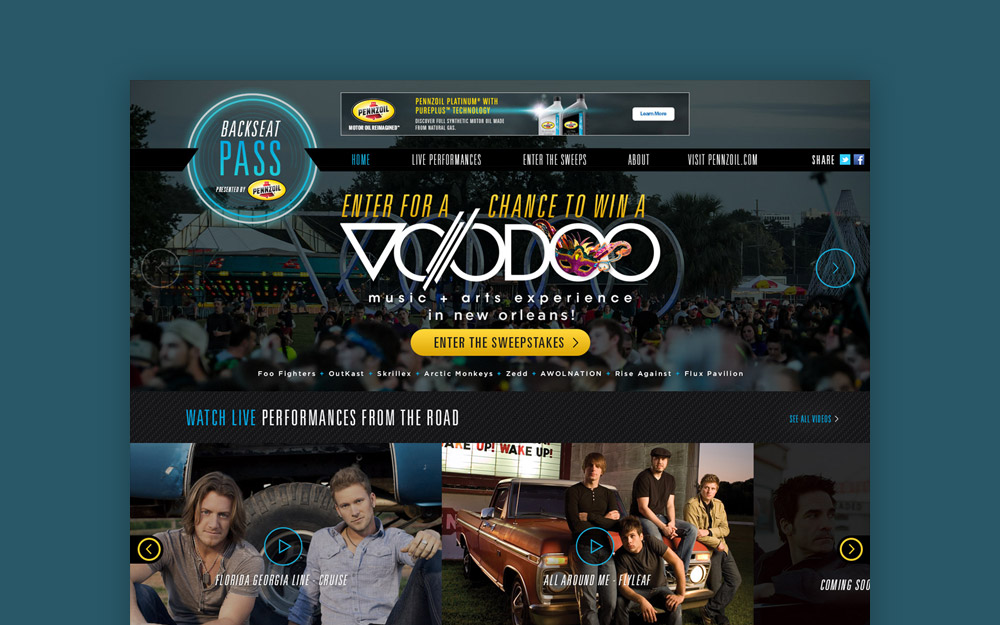 BACKSEAT
PASS
PRESENTED BY PENNZOIL
PENNZOIL
MOTOR OIL REIMAGINED™
PENNZOIL PLATINUM® WITH
PUREPLUS™ TECHNOLOGY
DISCOVER FULL SYNTHETIC MOTOR OIL MADE
FROM NATURAL GAS.
Learn More
HOME LIVE PERFORMANCES ENTER THE SWEEPS ABOUT VISIT PENNZOIL.COM SHARE
ENTER FOR A CHANCE TO WIN A
VOODOO
music + arts experience
in new orleans!
ENTER THE SWEEPSTAKES
Foo Fighters + OutKast + Skrillex + Arctic Monkeys + Zedd + AWOLNATION + Rise Against + Flux Pavilion
WATCH LIVE PERFORMANCES FROM THE ROAD
SEE ALL VIDEOS
AKE UP! WAKE UP!
FLORIDA GEORGIA LINE - CRUISE
ALL AROUND ME - FLYLEAF
COMING SOO